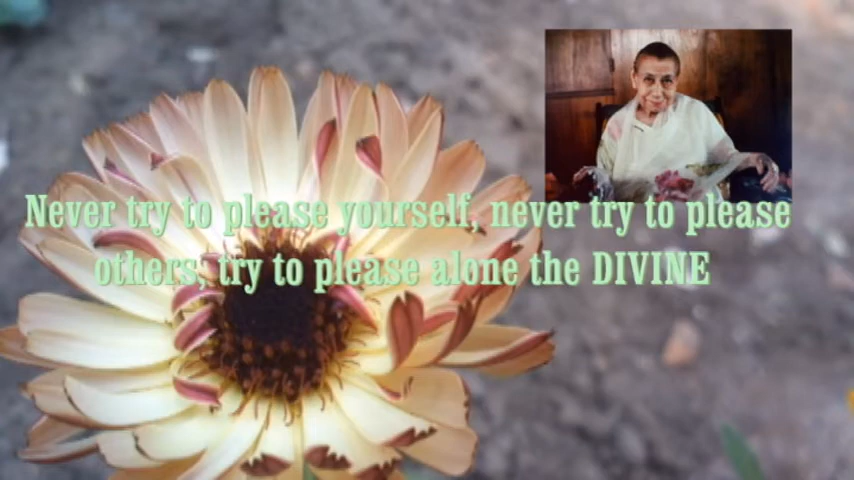 Never try to please yourself, never try to please
others, try to please alone the DIVINE